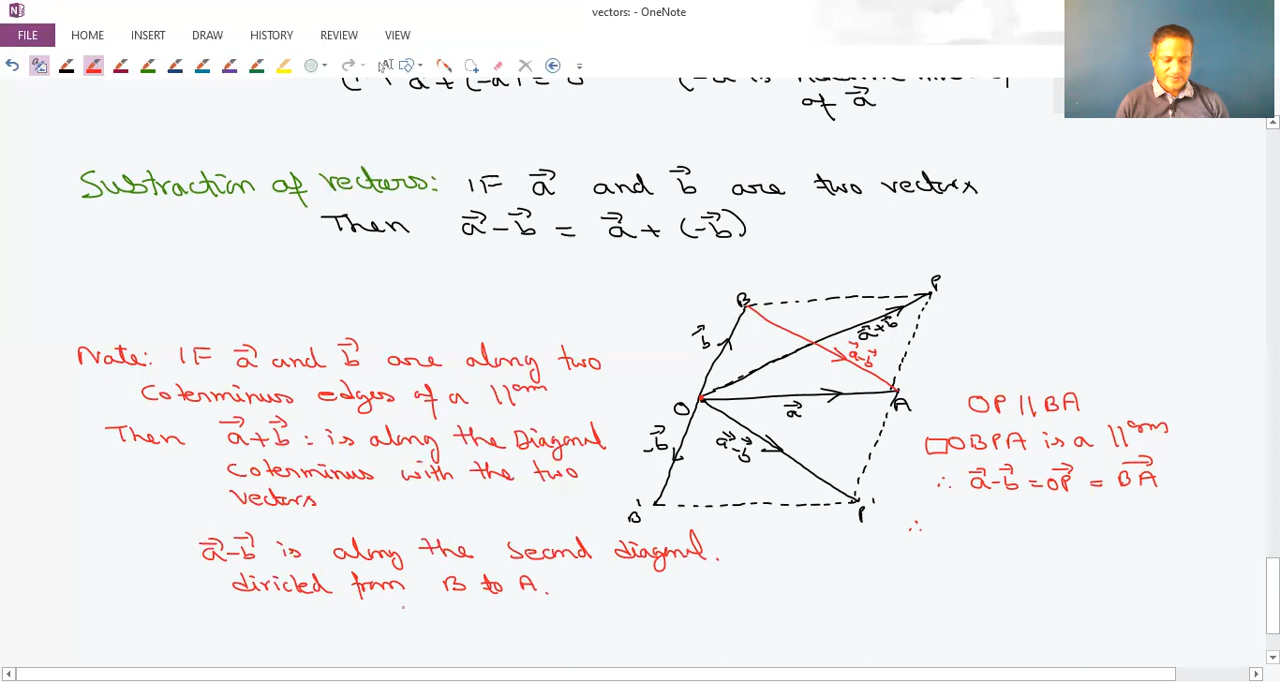 vectors: - OneNote
FILE HOME INSERT DRAW HISTORY REVIEW VIEW
of a⃗
Subtraction of vectors: IF a⃗ and b⃗ are two vectors
Then a⃗-b⃗ = a⃗+(-b⃗)
Note: IF a⃗ and b⃗ are along two
Coterminus edges of a ||gm
Then a⃗+b⃗ : is along the Diagonal
Coterminus with the two
vectors
a⃗-b⃗ is along the second diagonal.
diricted from B to A.
B
P
b⃗
a⃗+b⃗
a⃗-b⃗
O
a⃗
A
-b⃗
a⃗-b⃗
B'
P'
OP || BA
□OBPA is a ||gm
∴ a⃗-b⃗ = OP⃗ = BA⃗
∴